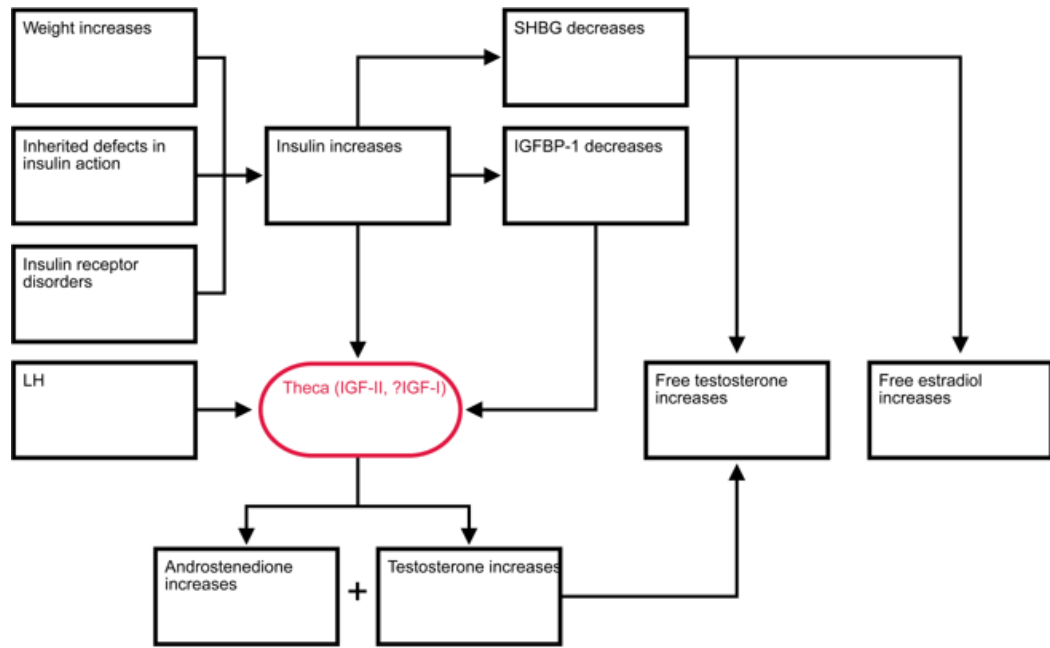 Weight increases
SHBG decreases
Inherited defects in
insulin action
Insulin increases
IGFBP-1 decreases
Insulin receptor
disorders
LH
Theca (IGF-II, ?IGF-I)
Free testosterone
increases
Free estradiol
increases
Androstenedione
increases
+
Testosterone increases